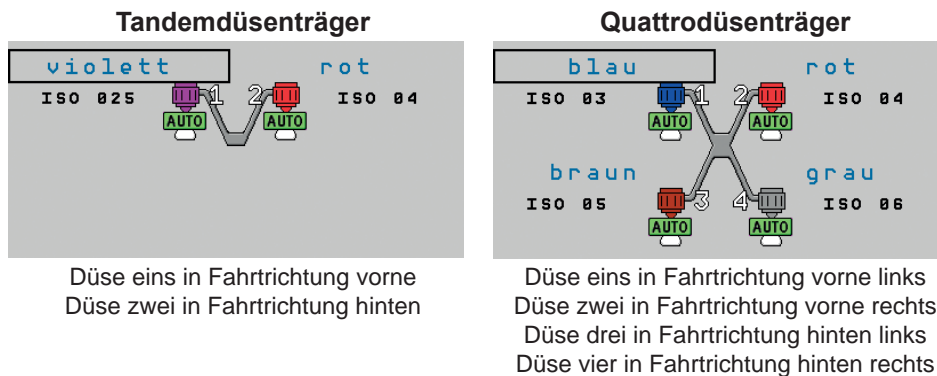 Tandemdüsenträger
violett rot
ISO 025 1 2 ISO 04
AUTO AUTO
Düse eins in Fahrtrichtung vorne
Düse zwei in Fahrtrichtung hinten
Quattrodüsenträger
blau rot
ISO 03 1 2 ISO 04
AUTO AUTO
braun grau
ISO 05 3 4 ISO 06
AUTO AUTO
Düse eins in Fahrtrichtung vorne links
Düse zwei in Fahrtrichtung vorne rechts
Düse drei in Fahrtrichtung hinten links
Düse vier in Fahrtrichtung hinten rechts